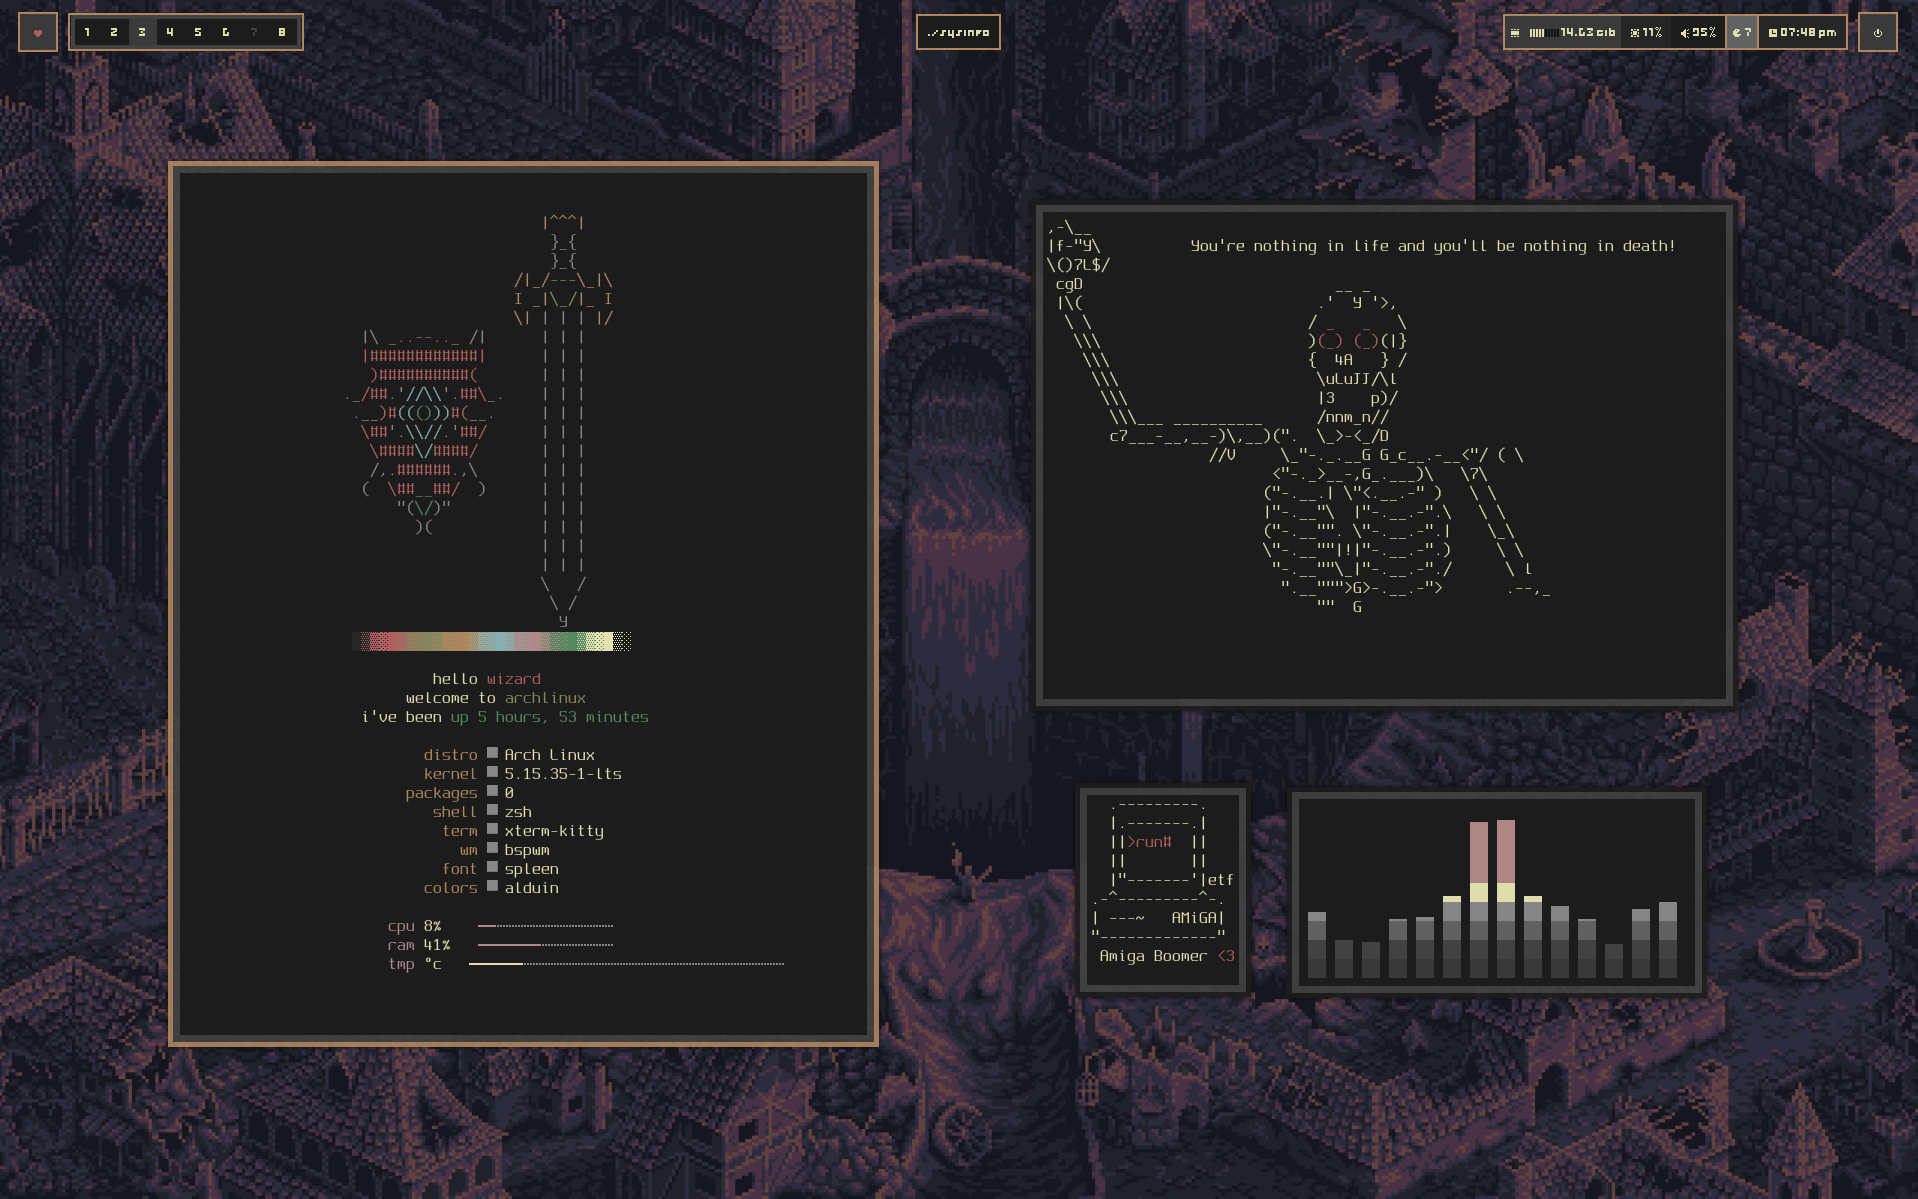 1 2 3 4 5 6 7 8
./sysinfo
14.63 GiB 11% 95% 7 07:48 pm
hello wizard
welcome to archlinux
i've been up 5 hours, 53 minutes
distro Arch Linux
kernel 5.15.35-1-lts
packages 0
shell zsh
term xterm-kitty
wm bspwm
font spleen
colors alduin
cpu 8%
ram 41%
tmp °c
You're nothing in life and you'll be nothing in death!
>run#
etf
AMiGA
Amiga Boomer <3